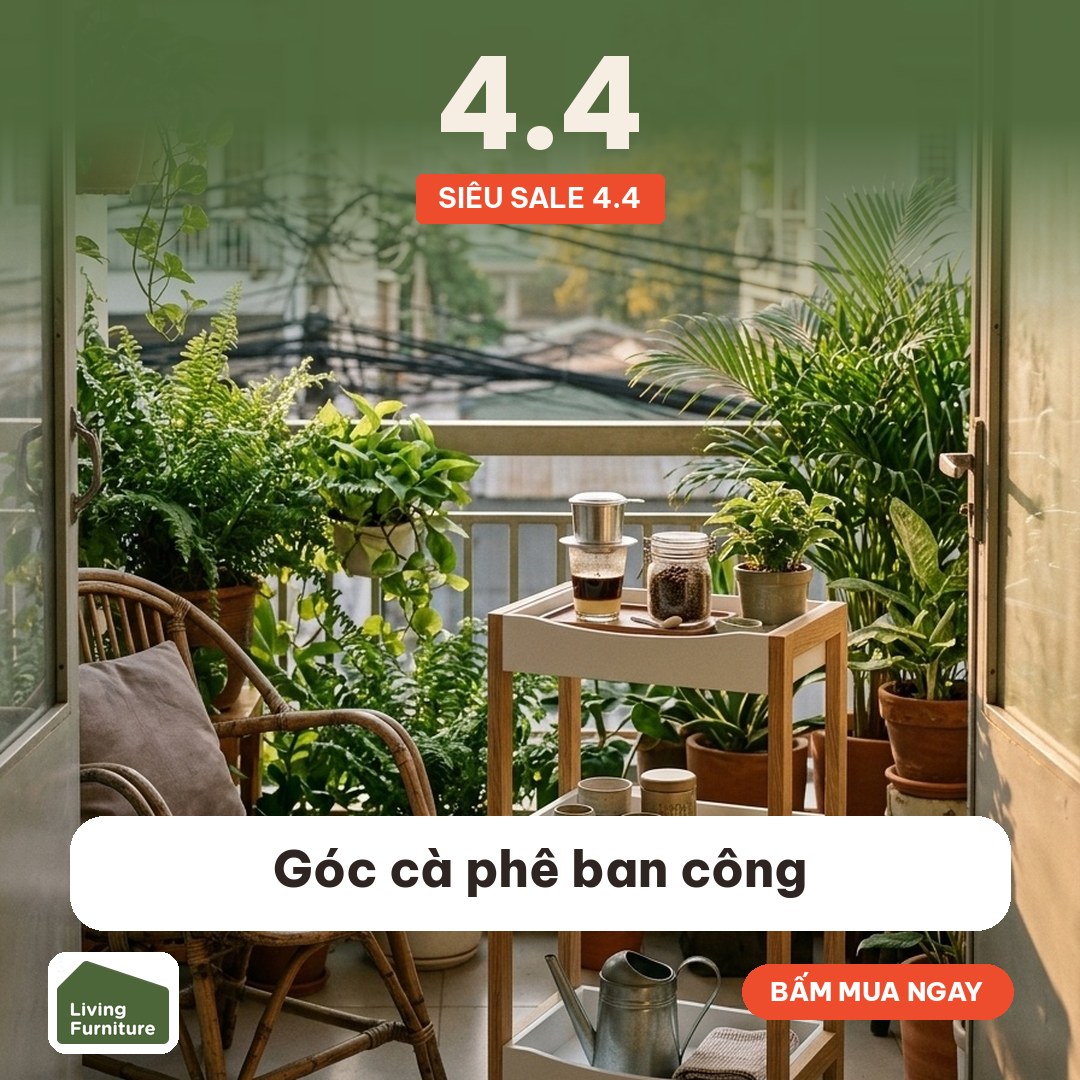 4.4
SIÊU SALE 4.4
Góc cà phê ban công
Living
Furniture
BẤM MUA NGAY